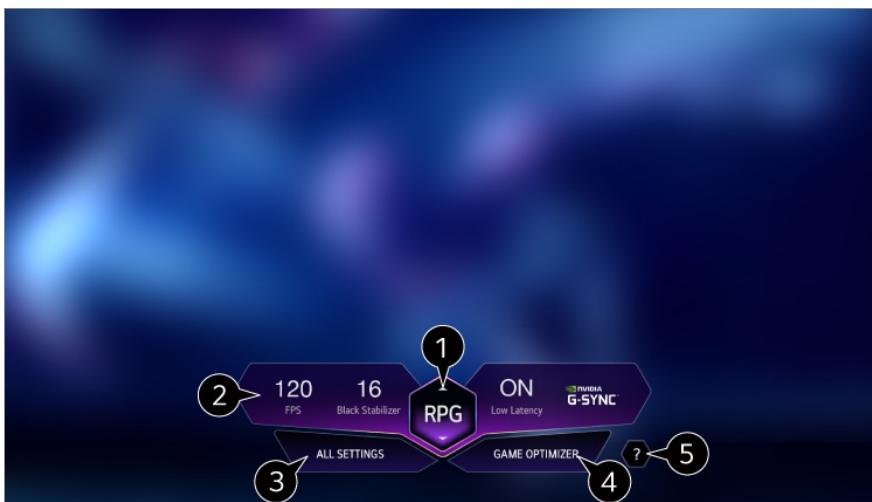 1
2
120
FPS
16
Black Stabilizer
RPG
ON
Low Latency
NVIDIA
G-SYNC
ALL SETTINGS
GAME OPTIMIZER
?
5
3
4